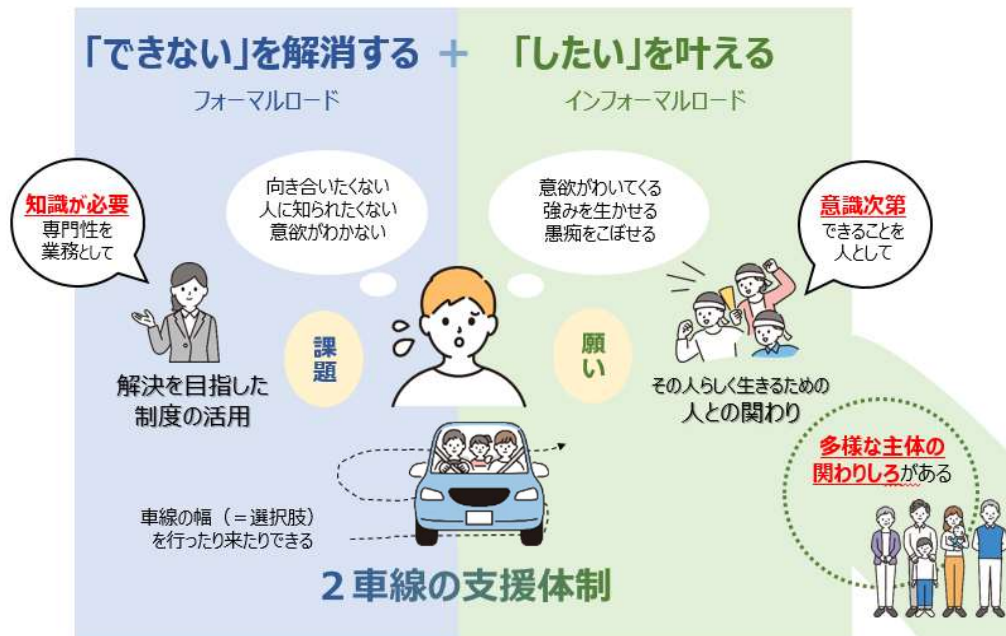 「できない」を解消する + 「したい」を叶える
フォーマルロード
インフォーマルロード
知識が必要
専門性を
業務として
向き合いたくない
人に知られたくない
意欲がわかない
意欲がわいてくる
強みを生かせる
愚痴をこぼせる
意識次第
できることを
人として
課題
願い
解決を目指した
制度の活用
その人らしく生きるための
人との関わり
多様な主体の
関わりしろがある
車線の幅（＝選択肢）
を行ったり来たりできる
２車線の支援体制